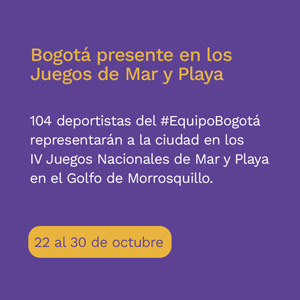 Bogotá presente en los
Juegos de Mar y Playa
104 deportistas del #EquipoBogotá
representarán a la ciudad en los
IV Juegos Nacionales de Mar y Playa
en el Golfo de Morrosquillo.
22 al 30 de octubre